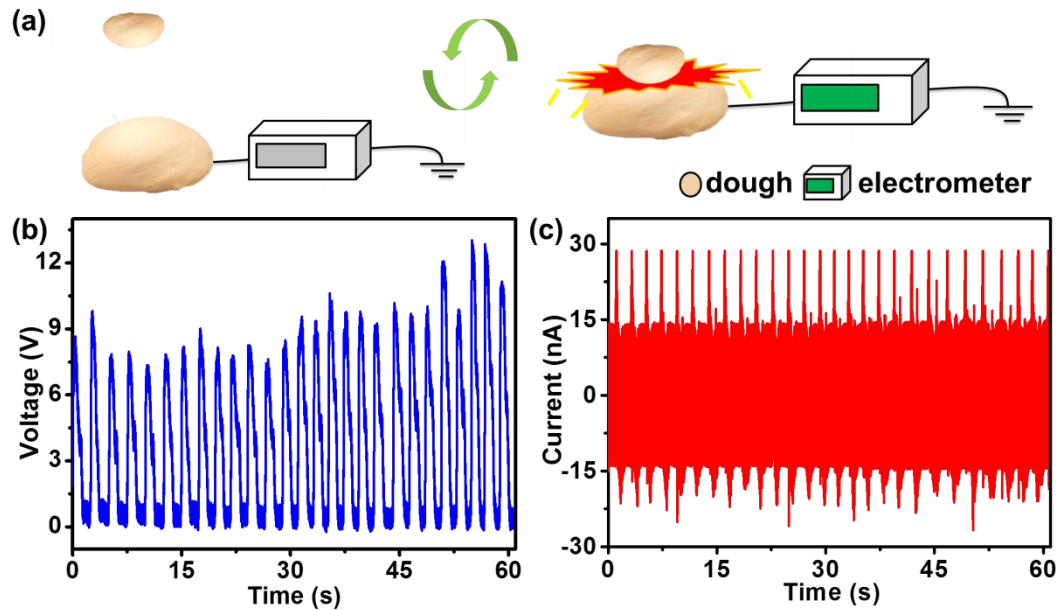 (a)
dough electrometer
(b)
Voltage (V)
12
9
6
3
0
0 15 30 45 60
Time (s)
(c)
Current (nA)
30
15
0
-15
-30
0 15 30 45 60
Time (s)